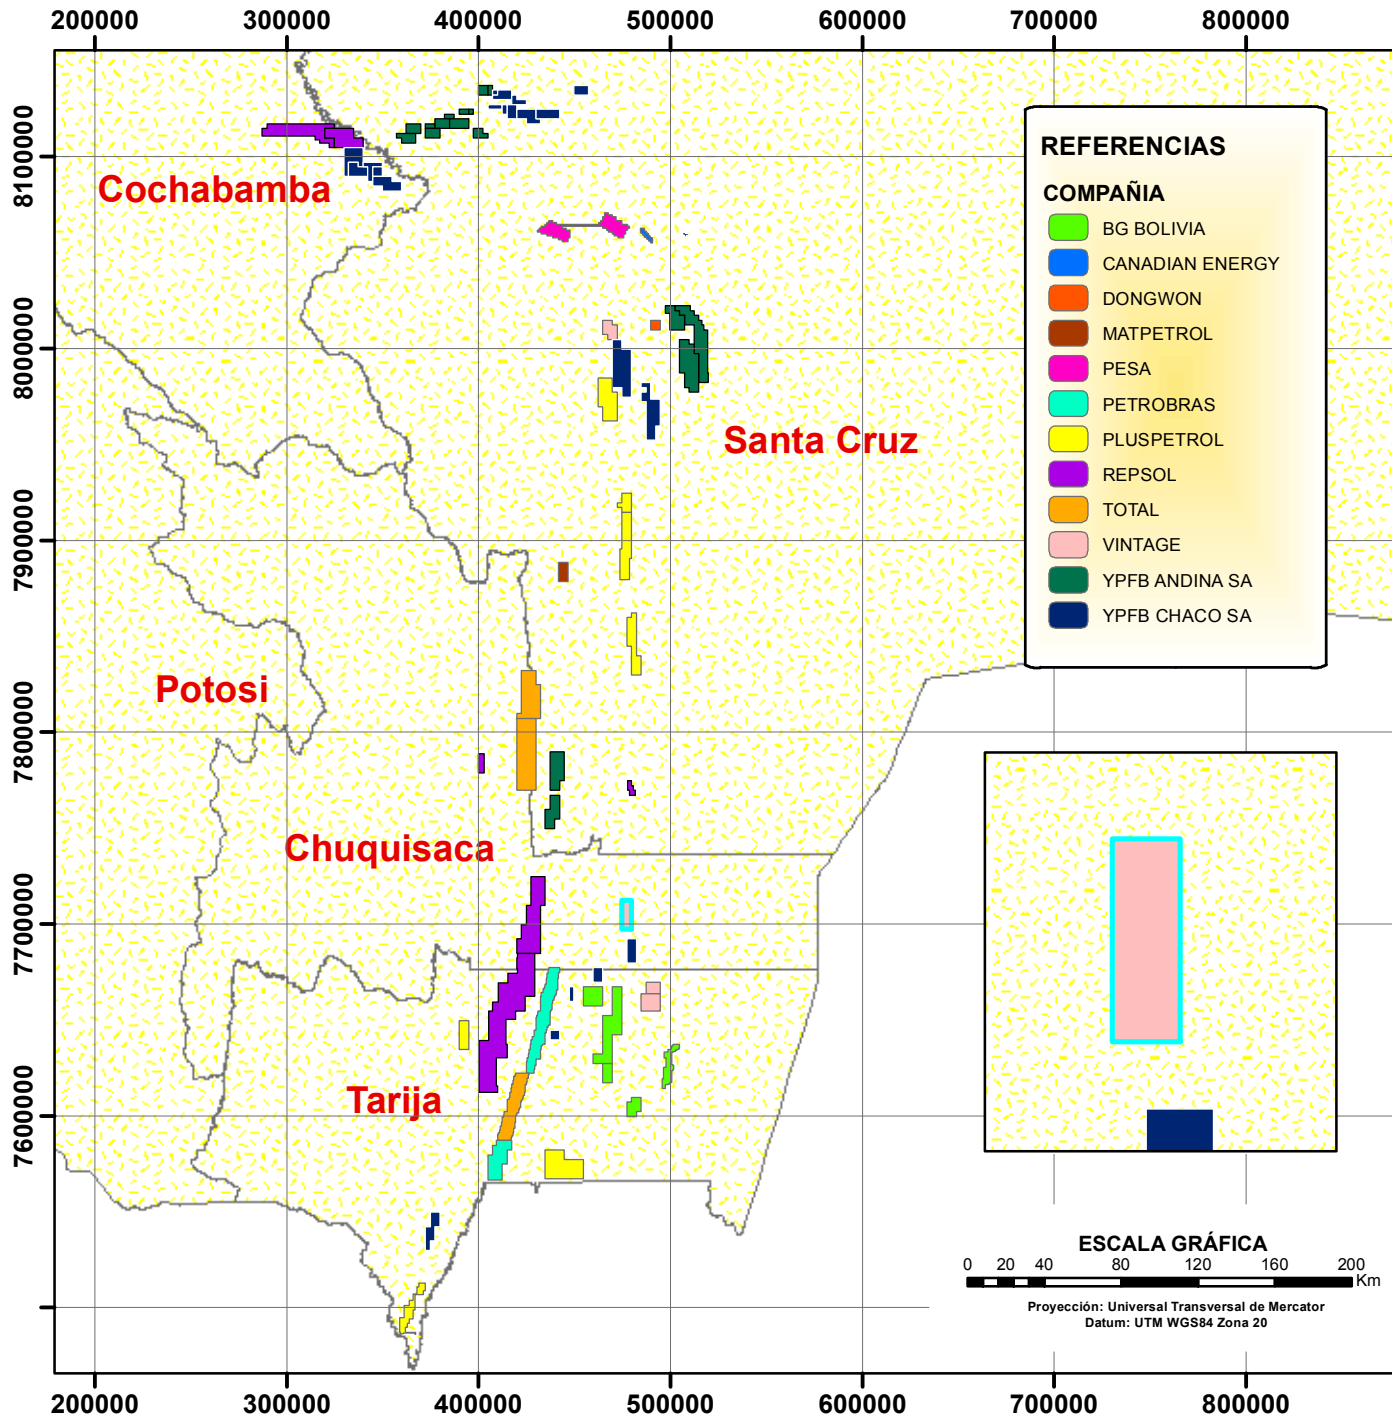 200000 300000 400000 500000 600000 700000 800000
8100000
8000000
7900000
7800000
7700000
7600000
Cochabamba
Santa Cruz
Potosi
Chuquisaca
Tarija
REFERENCIAS
COMPAÑIA
BG BOLIVIA
CANADIAN ENERGY
DONGWON
MATPETROL
PESA
PETROBRAS
PLUSPETROL
REPSOL
TOTAL
VINTAGE
YPFB ANDINA SA
YPFB CHACO SA
ESCALA GRÁFICA
0 20 40 80 120 160 200
Km
Proyección: Universal Transversal de Mercator
Datum: UTM WGS84 Zona 20
200000 300000 400000 500000 600000 700000 800000